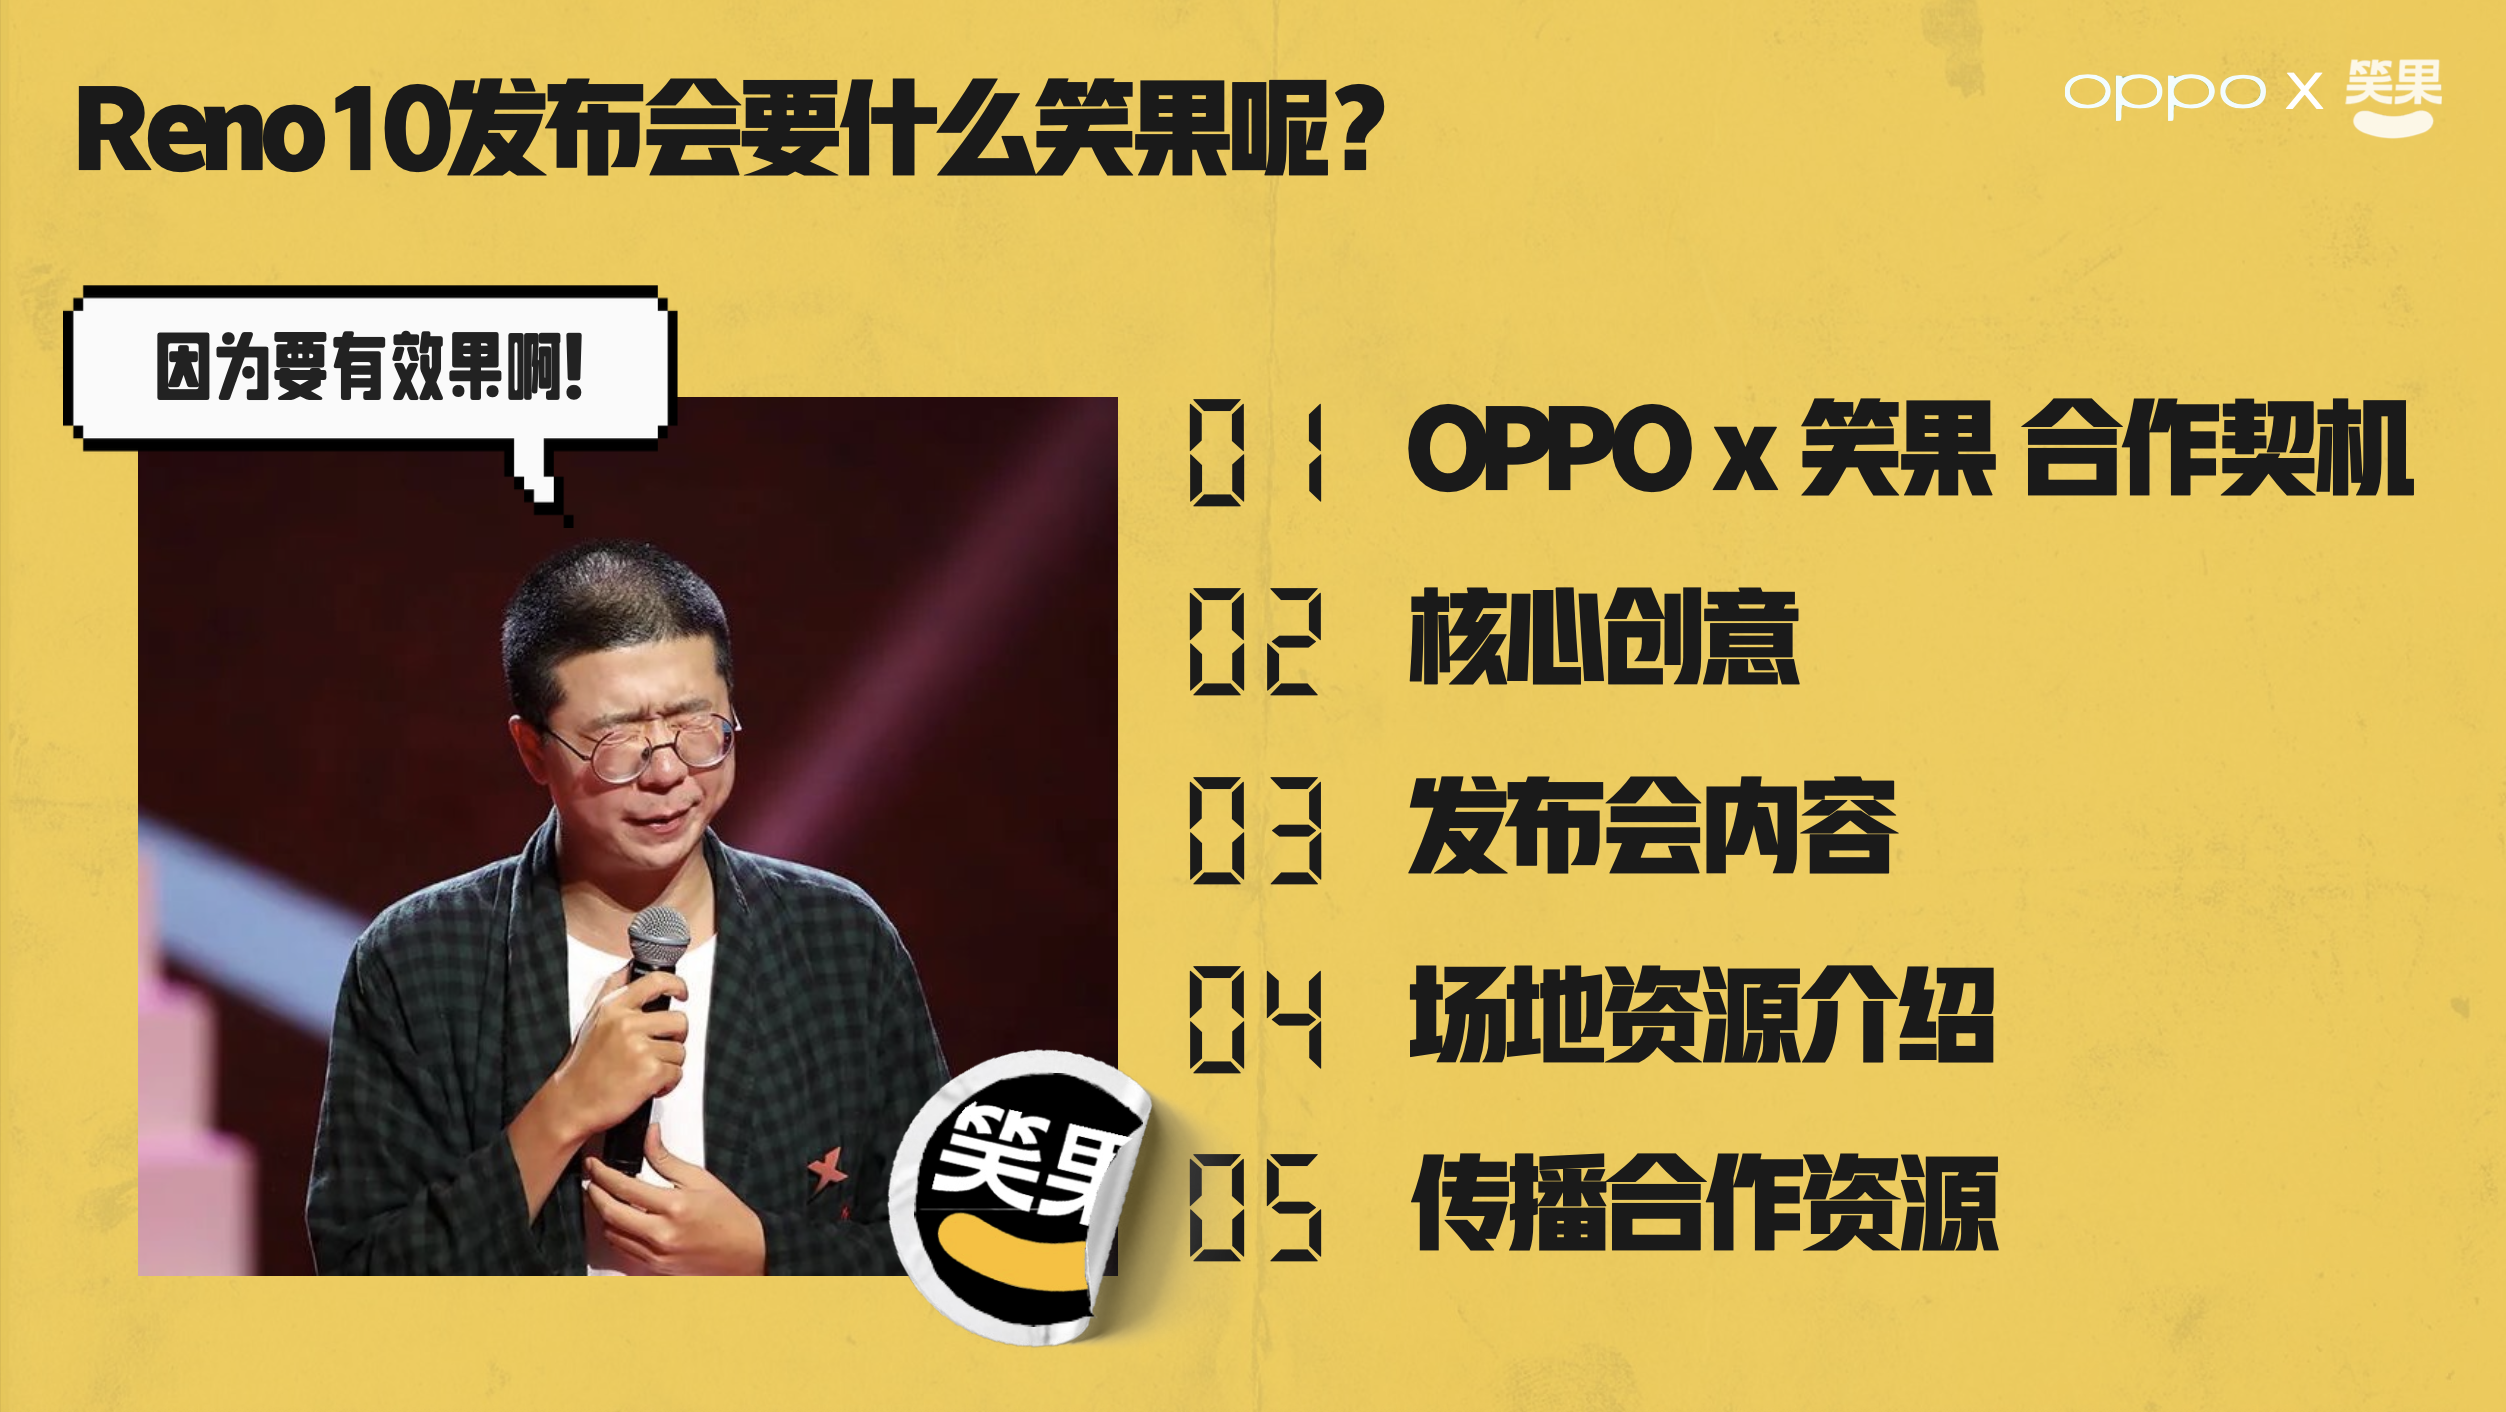 Reno10发布会要什么笑果呢？
oppo x 笑果
因为要有效果啊！
01 OPPO x 笑果 合作契机
02 核心创意
03 发布会内容
04 场地资源介绍
05 传播合作资源
笑果